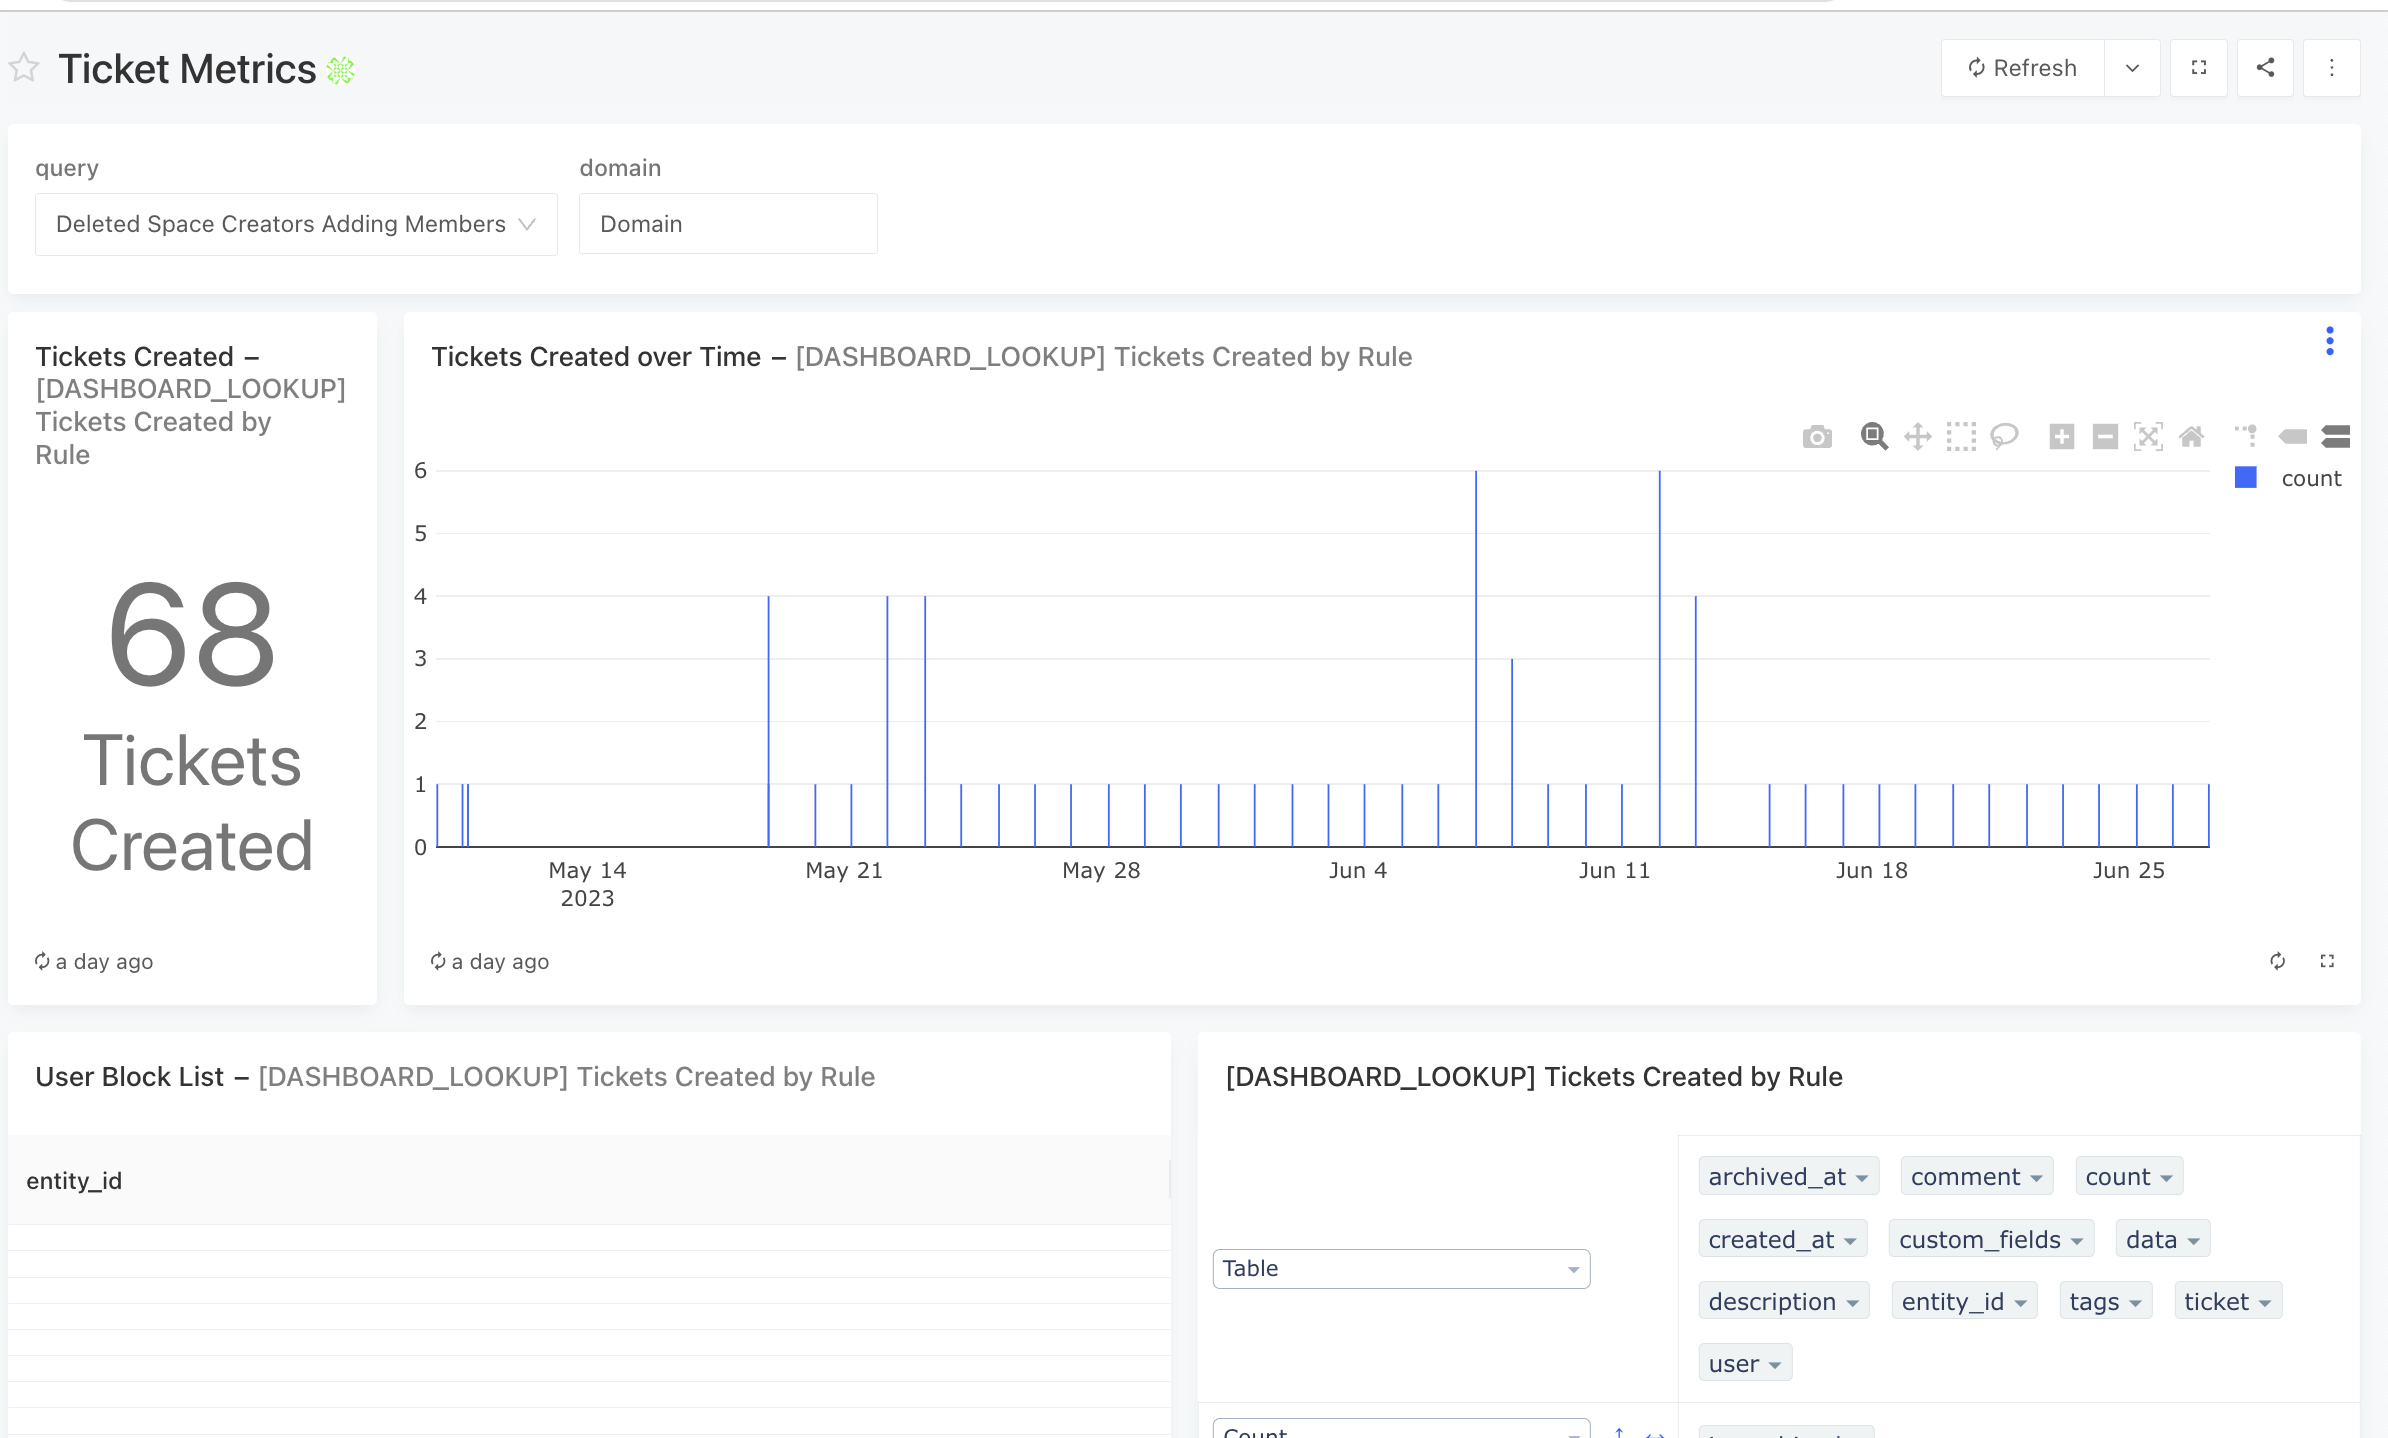 Ticket Metrics
Refresh
query
domain
Deleted Space Creators Adding Members
Domain
Tickets Created – [DASHBOARD_LOOKUP] Tickets Created by Rule
68
Tickets
Created
a day ago
Tickets Created over Time – [DASHBOARD_LOOKUP] Tickets Created by Rule
count
6
5
4
3
2
1
0
May 14
2023
May 21
May 28
Jun 4
Jun 11
Jun 18
Jun 25
a day ago
User Block List – [DASHBOARD_LOOKUP] Tickets Created by Rule
entity_id
[DASHBOARD_LOOKUP] Tickets Created by Rule
Table
archived_at comment count
created_at custom_fields data
description entity_id tags ticket
user
Count